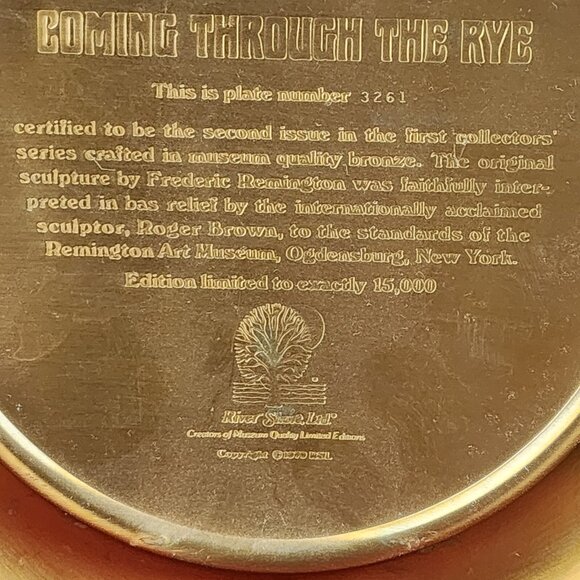 COMING THROUGH THE RYE
This is plate number 3261
certified to be the second issue in the first collectors'
series crafted in museum quality bronze. The original
sculpture by Frederic Remington was faithfully inter-
preted in bas relief by the internationally acclaimed
sculptor, Roger Brown, to the standards of the
Remington Art Museum, Ogdensburg, New York.
Edition limited to exactly 15,000
River Shore, Ltd.
Creators of Museum Quality Limited Editions
Copyright © RSL